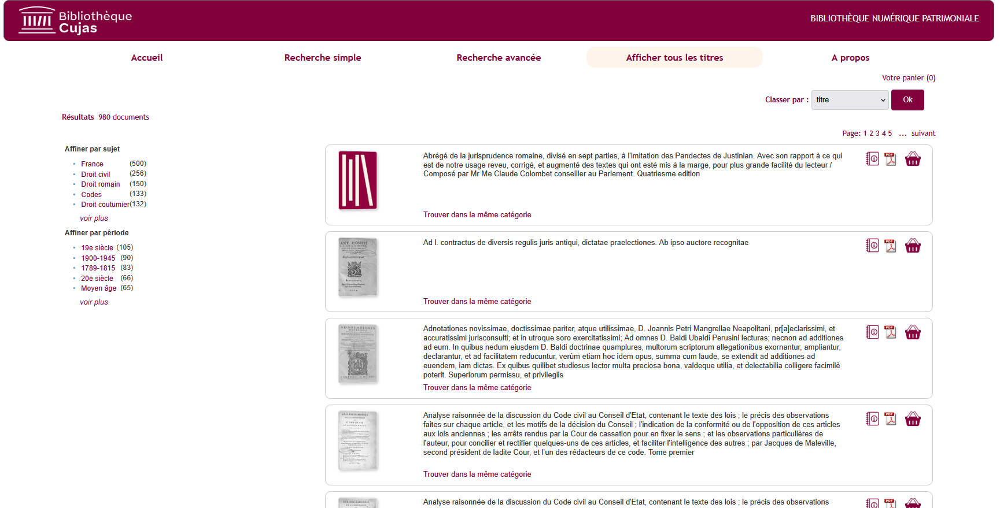 Bibliothèque
Cujas
BIBLIOTHÈQUE NUMÉRIQUE PATRIMONIALE
Accueil
Recherche simple
Recherche avancée
Afficher tous les titres
A propos
Votre panier (0)
Classer par : titre Ok
Résultats 980 documents
Page: 1 2 3 4 5 ... suivant
Affiner par sujet
France (500)
Droit civil (256)
Droit romain (150)
Codes (133)
Droit coutumier(132)
voir plus
Affiner par période
19e siècle (105)
1900-1945 (90)
1789-1815 (83)
20e siècle (66)
Moyen âge (65)
voir plus
Abrégé de la jurisprudence romaine, divisé en sept parties, à l'imitation des Pandectes de Justinian. Avec son rapport à ce qui
est de notre usage reveu, corrigé, et augmenté des textes qui ont esté mis à la marge, pour plus grande facilité du lecteur /
Composé par Mr Me Claude Colombet conseiller au Parlement. Quatriesme edition
PDF
Trouver dans la même catégorie
ANT. CONTII
Ad l. contractus de diversis regulis juris antiqui, dictatae praelectiones. Ab ipso auctore recognitae
PDF
Trouver dans la même catégorie
ADNOTATIONES
Adnotationes novissimae, doctissimae pariter, atque utilissimae, D. Joannis Petri Mangrellae Neapolitani, pr[a]eclarissimi, et
accuratissimi jurisconsulti; et in utroque soro exercitatissimi; Ad omnes D. Baldi Ubaldi Perusini lecturas; necnon ad additiones
ad eum. In quibus nedum eiusdem D. Baldi doctrinae quamplures, multorum scriptorum allegationibus exornantur, ampliantur,
declarantur, et ad facilitatem reducuntur, verùm etiam hoc idem opus, summa cum laude, se extendit ad additiones ad
euendem, iam dictas. Ex quibus quilibet studiosus lector multa preciosa bona, valdeque utilia, et delectabilia colligere facimilè
poterit. Superiorum permissu, et privilegiis
PDF
Trouver dans la même catégorie
ANALYSE RAISONNÉE
DE LA DISCUSSION
CODE CIVIL
Analyse raisonnée de la discussion du Code civil au Conseil d'Etat, contenant le texte des lois ; le précis des observations
faites sur chaque article, et les motifs de la décision du Conseil ; l'indication de la conformité ou de l'opposition de ces articles
aux lois anciennes ; les arrêts rendus par la Cour de cassation pour en fixer le sens ; et les observations particulières de
l'auteur, pour concilier et rectifier quelques-uns de ces articles, et faciliter l'intelligence des autres ; par Jacques de Maleville,
second président de ladite Cour, et l'un des rédacteurs de ce code. Tome premier
PDF
Trouver dans la même catégorie
Analyse raisonnée de la discussion du Code civil au Conseil d'Etat, contenant le texte des lois ; le précis des observations
PDF